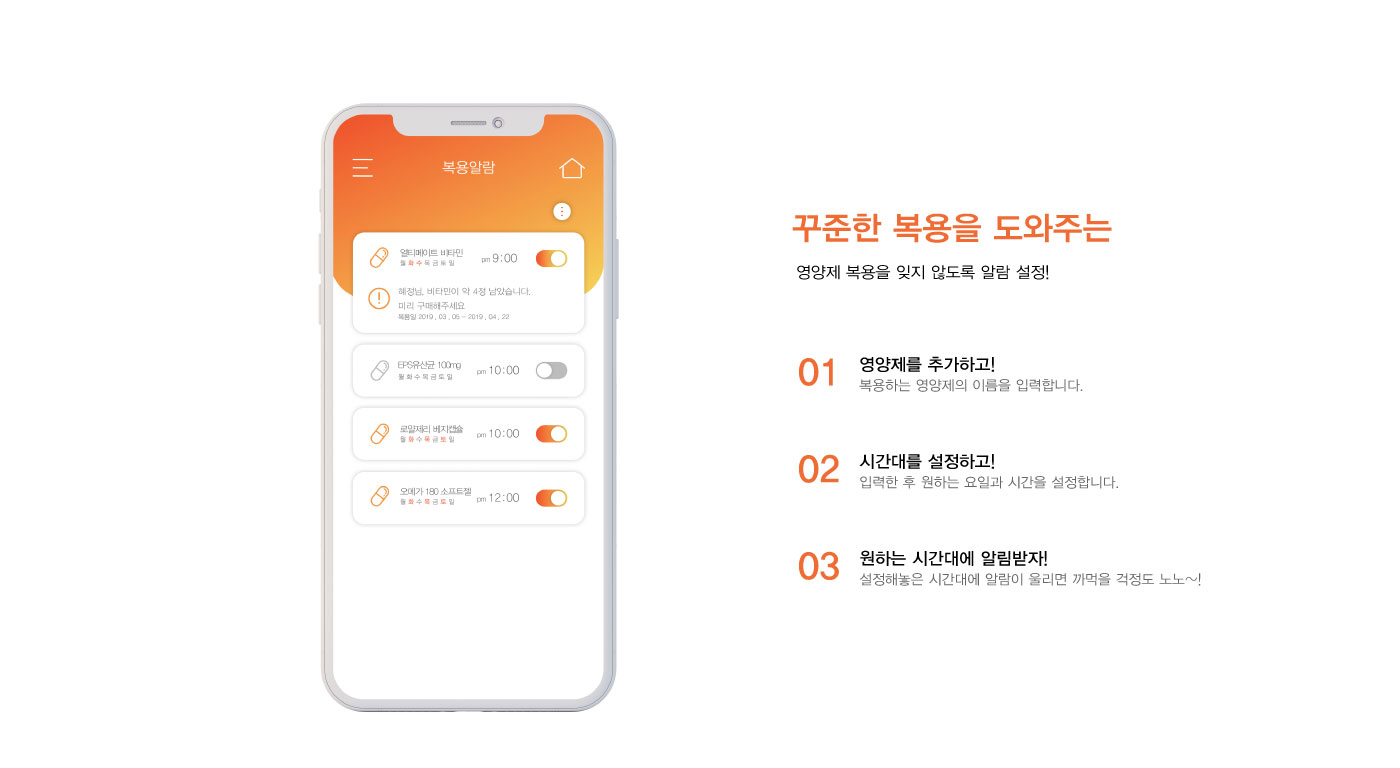 복용알람
얼티메이트 비타민
pm 9:00
월 화 수 목 금 토 일
혜정님, 비타민이 약 4정 남았습니다.
미리 구매해주세요
복용일 2019 . 03 . 05 ~ 2019 . 04 . 22
EPS유산균 100mg
pm 10:00
월 화 수 목 금 토 일
로얄제리 베지캡슐
pm 10:00
월 화 수 목 금 토 일
오메가 180 소프트젤
pm 12:00
월 화 수 목 금 토 일
꾸준한 복용을 도와주는
영양제 복용을 잊지 않도록 알람 설정!
01
영양제를 추가하고!
복용하는 영양제의 이름을 입력합니다.
02
시간대를 설정하고!
입력한 후 원하는 요일과 시간을 설정합니다.
03
원하는 시간대에 알림받자!
설정해놓은 시간대에 알람이 울리면 까먹을 걱정도 노노~!